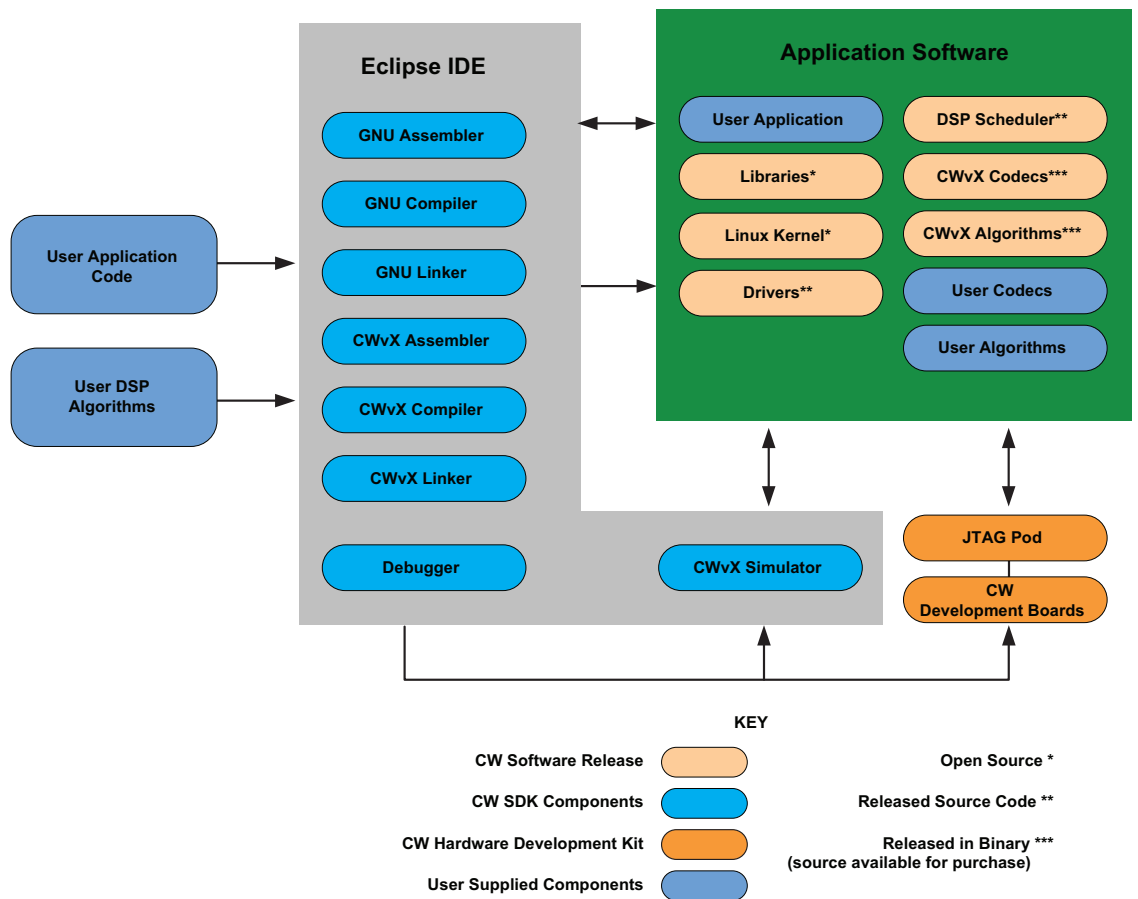 Eclipse IDE
GNU Assembler
GNU Compiler
GNU Linker
CWvX Assembler
CWvX Compiler
CWvX Linker
Debugger
CWvX Simulator
User Application
Code
User DSP
Algorithms
Application Software
User Application
Libraries*
Linux Kernel*
Drivers**
DSP Scheduler**
CWvX Codecs***
CWvX Algorithms***
User Codecs
User Algorithms
JTAG Pod
CW
Development Boards
KEY
CW Software Release
CW SDK Components
CW Hardware Development Kit
User Supplied Components
Open Source *
Released Source Code **
Released in Binary ***
(source available for purchase)